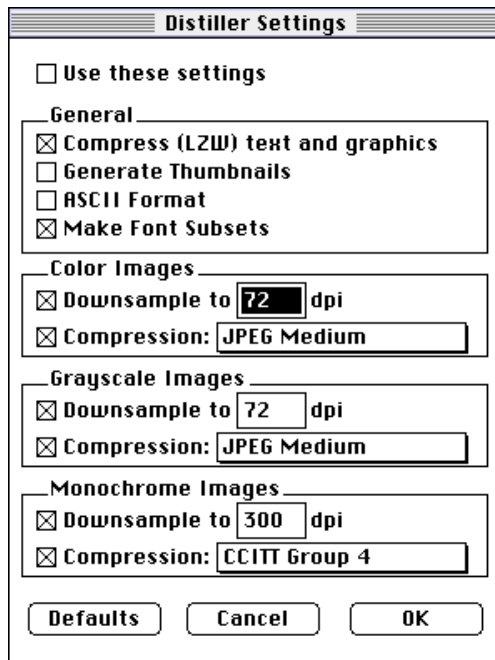 Distiller Settings
Use these settings
General
Compress (LZW) text and graphics
Generate Thumbnails
ASCII Format
Make Font Subsets
Color Images
Downsample to 72 dpi
Compression: JPEG Medium
Grayscale Images
Downsample to 72 dpi
Compression: JPEG Medium
Monochrome Images
Downsample to 300 dpi
Compression: CCITT Group 4
Defaults Cancel OK